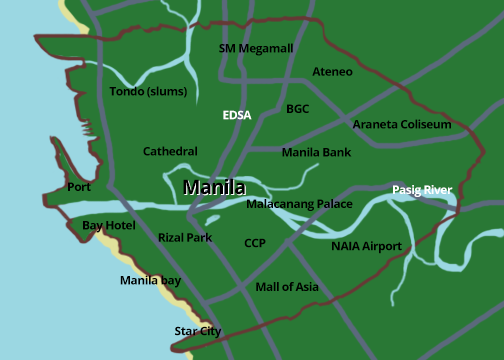 SM Megamall
Ateneo
Tondo (slums)
EDSA
BGC
Araneta Coliseum
Cathedral
Manila Bank
Port
Manila
Pasig River
Malacanang Palace
Bay Hotel
Rizal Park
CCP
NAIA Airport
Manila bay
Mall of Asia
Star City